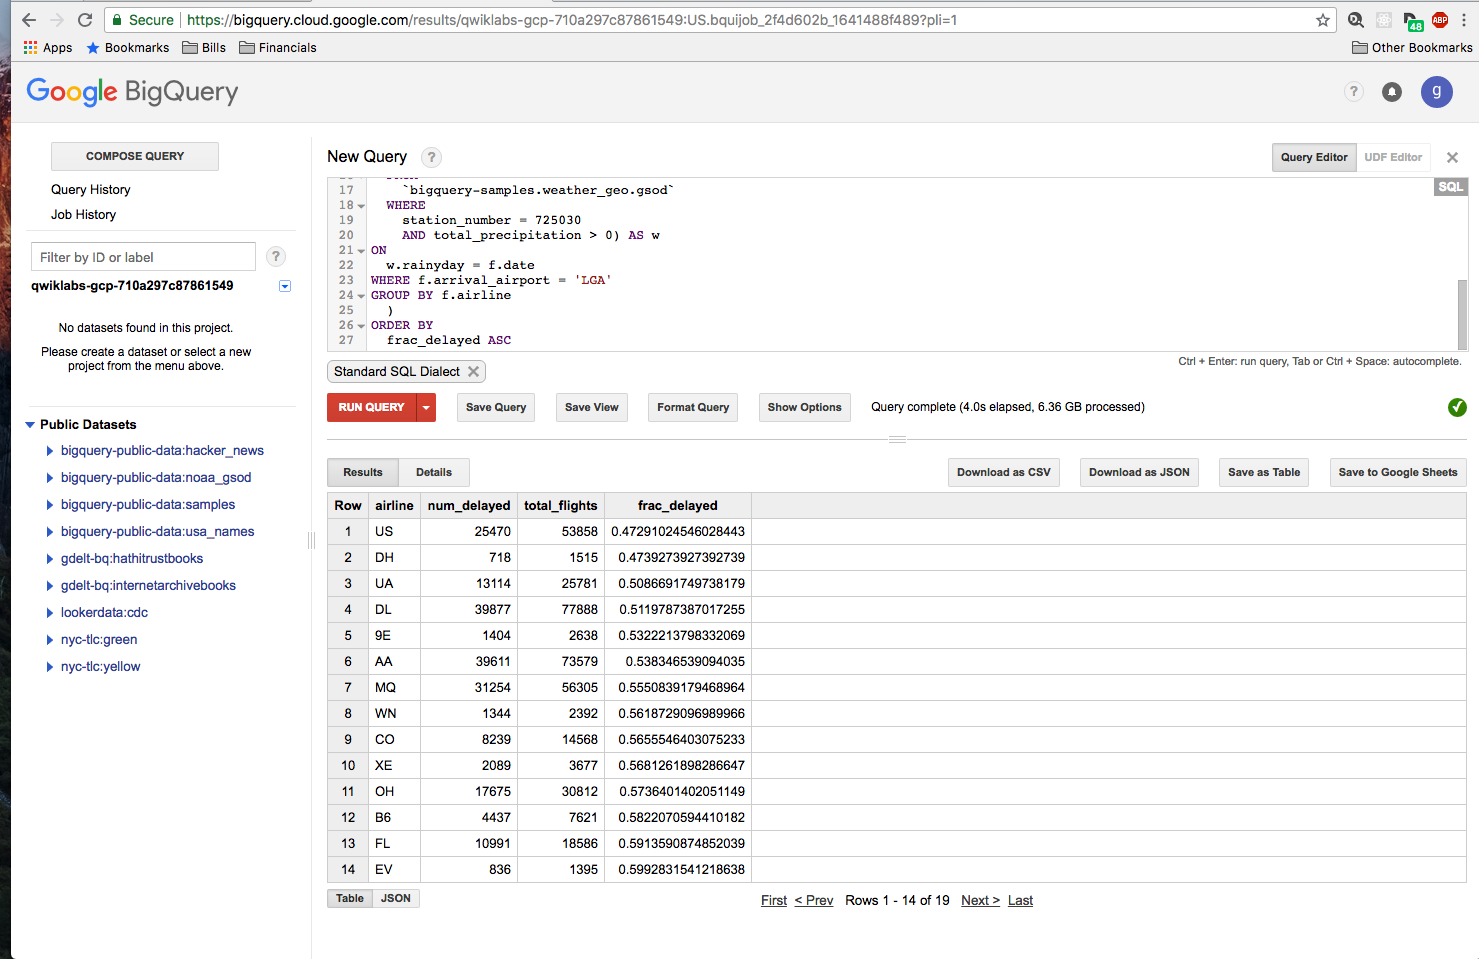 Secure https://bigquery.cloud.google.com/results/qwiklabs-gcp-710a297c87861549:US.bquijob_2f4d602b_1641488f489?pli=1
48
ABP
Apps Bookmarks Bills Financials Other Bookmarks
Google BigQuery ? g
COMPOSE QUERY
Query History
Job History
Filter by ID or label ?
qwiklabs-gcp-710a297c87861549
No datasets found in this project.
Please create a dataset or select a new
project from the menu above.
Public Datasets
bigquery-public-data:hacker_news
bigquery-public-data:noaa_gsod
bigquery-public-data:samples
bigquery-public-data:usa_names
gdelt-bq:hathitrustbooks
gdelt-bq:internetarchivebooks
lookerdata:cdc
nyc-tlc:green
nyc-tlc:yellow
New Query ? Query Editor UDF Editor
SQL
17 `bigquery-samples.weather_geo.gsod`
18 WHERE
19 station_number = 725030
20 AND total_precipitation > 0) AS w
21 ON
22 w.rainyday = f.date
23 WHERE f.arrival_airport = 'LGA'
24 GROUP BY f.airline
25 )
26 ORDER BY
27 frac_delayed ASC
Standard SQL Dialect
Ctrl + Enter: run query, Tab or Ctrl + Space: autocomplete.
RUN QUERY Save Query Save View Format Query Show Options Query complete (4.0s elapsed, 6.36 GB processed)
Results Details Download as CSV Download as JSON Save as Table Save to Google Sheets
Row airline num_delayed total_flights frac_delayed
1 US 25470 53858 0.47291024546028443
2 DH 718 1515 0.4739273927392739
3 UA 13114 25781 0.5086691749738179
4 DL 39877 77888 0.5119787387017255
5 9E 1404 2638 0.5322213798332069
6 AA 39611 73579 0.538346539094035
7 MQ 31254 56305 0.5550839179468964
8 WN 1344 2392 0.5618729096989966
9 CO 8239 14568 0.5655546403075233
10 XE 2089 3677 0.5681261898286647
11 OH 17675 30812 0.5736401402051149
12 B6 4437 7621 0.5822070594410182
13 FL 10991 18586 0.5913590874852039
14 EV 836 1395 0.5992831541218638
Table JSON First < Prev Rows 1 - 14 of 19 Next > Last